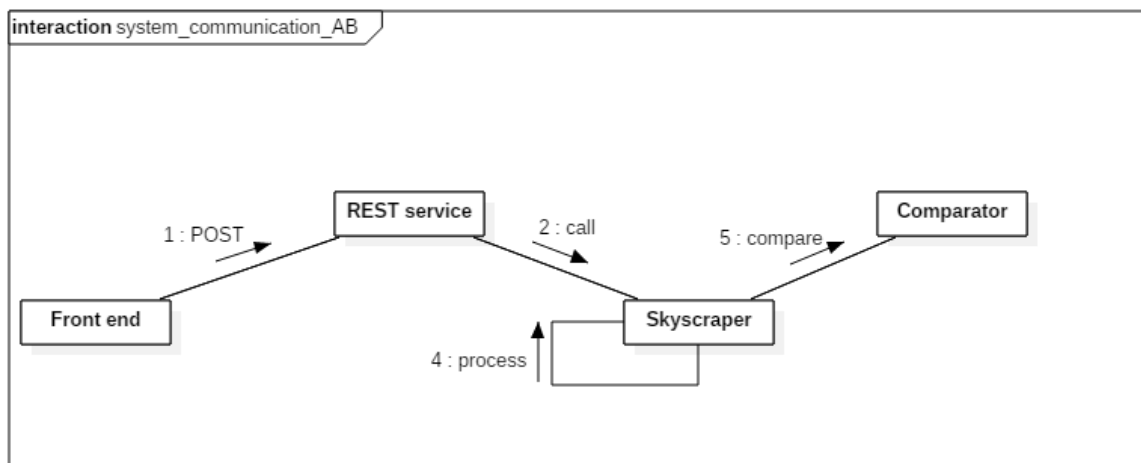 interaction system_communication_AB
REST service
Comparator
1 : POST
2 : call
5 : compare
Front end
Skyscraper
4 : process